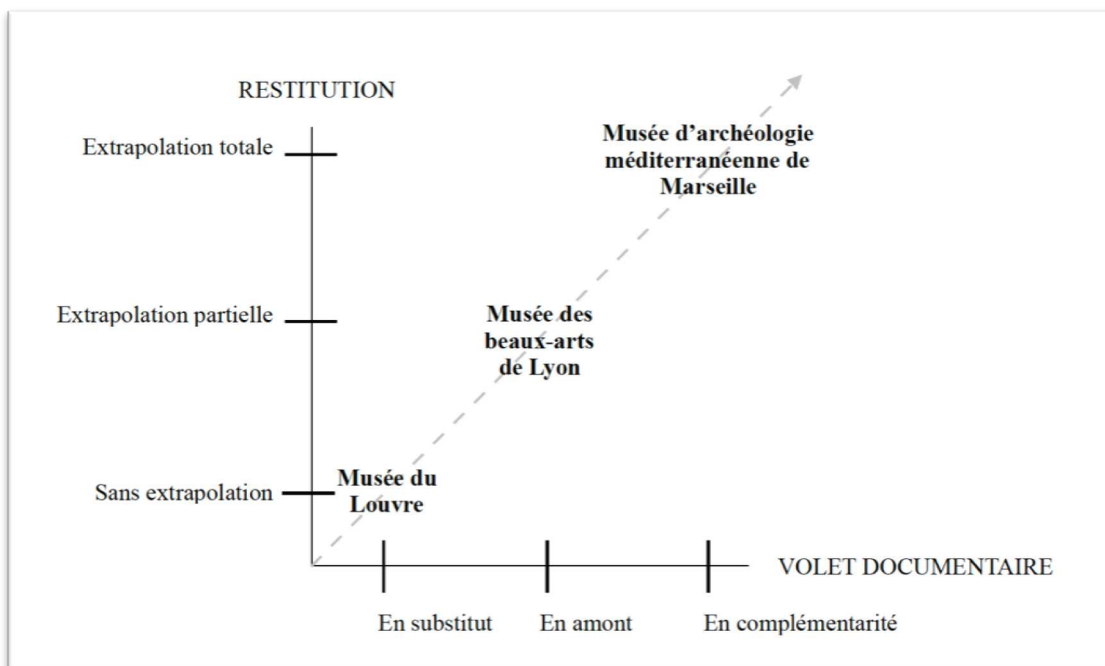 RESTITUTION
Extrapolation totale
Musée d’archéologie
méditerranéenne de
Marseille
Extrapolation partielle
Musée des
beaux-arts
de Lyon
Sans extrapolation
Musée du
Louvre
VOLET DOCUMENTAIRE
En substitut
En amont
En complémentarité